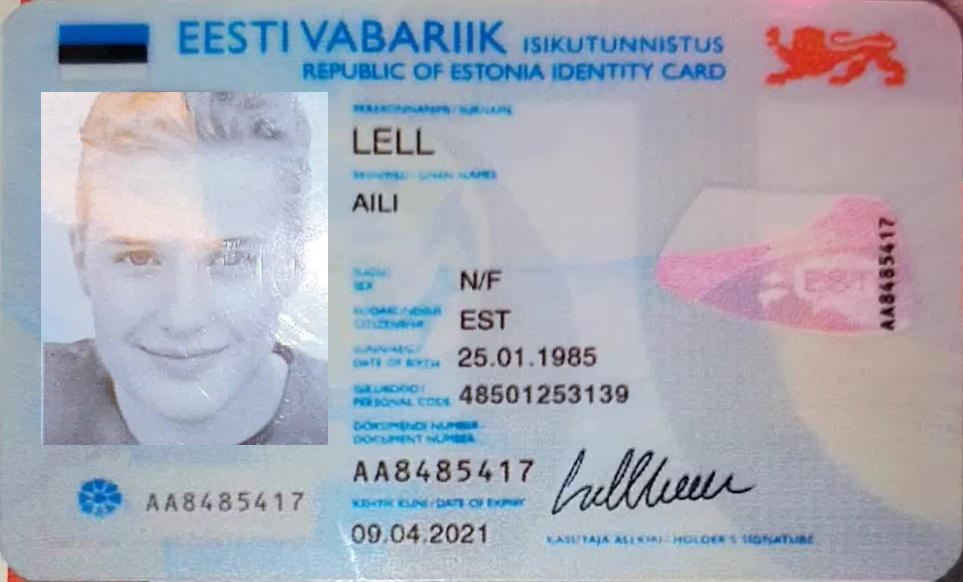 EESTI VABARIIK ISIKUTUNNISTUS
REPUBLIC OF ESTONIA IDENTITY CARD
PEREKONNANIMI / SURNAME
LELL
EESNIMED / GIVEN NAMES
AILI
SUGU/
SEX
N/F
KODAKONDSUS/
CITIZENSHIP
EST
SÜNNIAEG/
DATE OF BIRTH
25.01.1985
ISIKUKOOD/
PERSONAL CODE
48501253139
DOKUMENDI NUMBER/
DOCUMENT NUMBER
AA8485417
KEHTIV KUNI / DATE OF EXPIRY
09.04.2021
KASUTAJA ALLKIRI / HOLDER'S SIGNATURE
AA8485417
EST
AA8485417